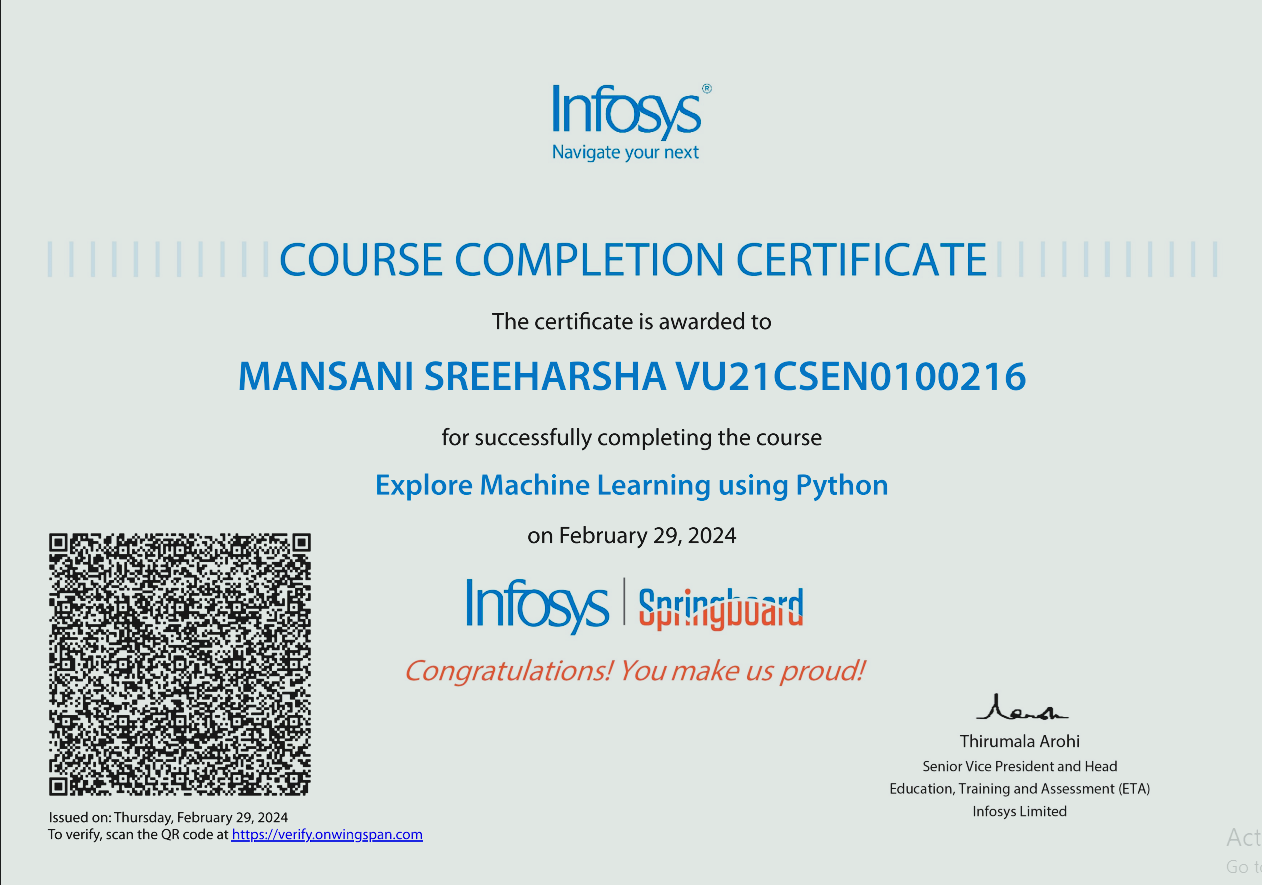 Infosys®
Navigate your next
COURSE COMPLETION CERTIFICATE
The certificate is awarded to
MANSANI SREEHARSHA VU21CSEN0100216
for successfully completing the course
Explore Machine Learning using Python
on February 29, 2024
Infosys | Springboard
Congratulations! You make us proud!
Thirumala Arohi
Senior Vice President and Head
Education, Training and Assessment (ETA)
Infosys Limited
Issued on: Thursday, February 29, 2024
To verify, scan the QR code at https://verify.onwingspan.com
Act
Go to